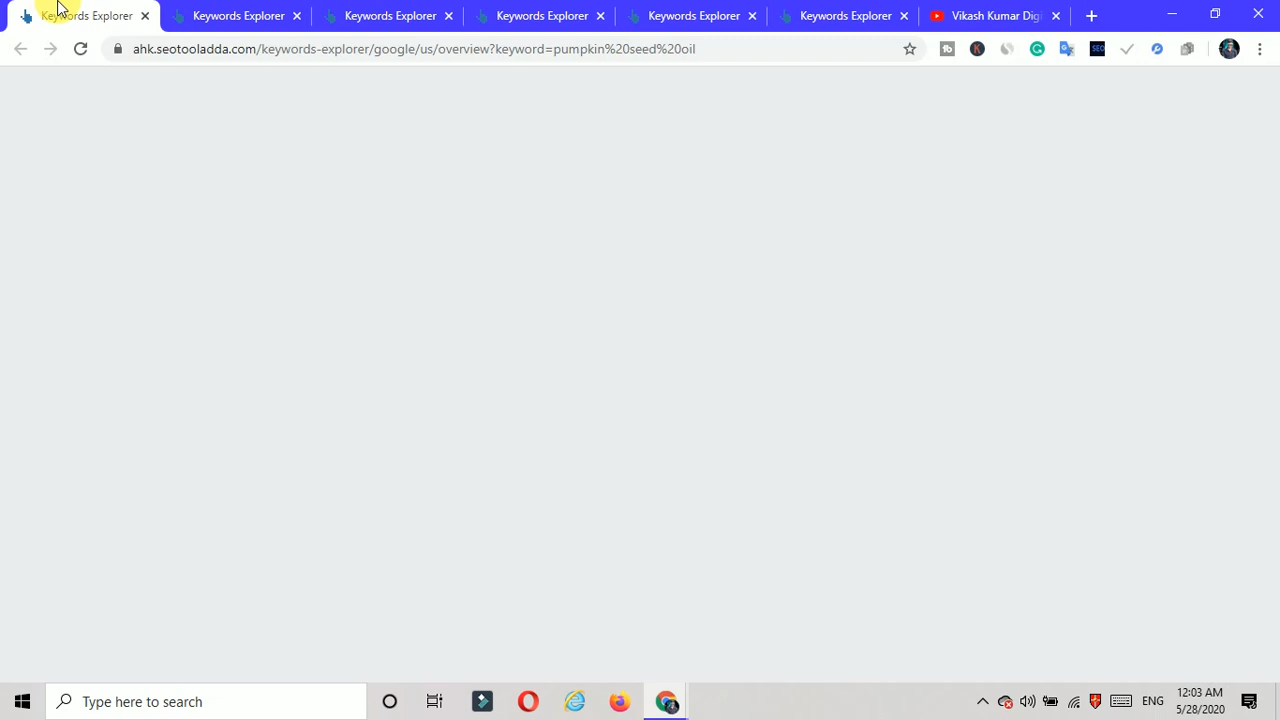 Keywords Explorer
Keywords Explorer
Keywords Explorer
Keywords Explorer
Keywords Explorer
Keywords Explorer
Vikash Kumar Dig
ahk.seotooladda.com/keywords-explorer/google/us/overview?keyword=pumpkin%20seed%20oil
SEO
Type here to search
ENG
12:03 AM
5/28/2020